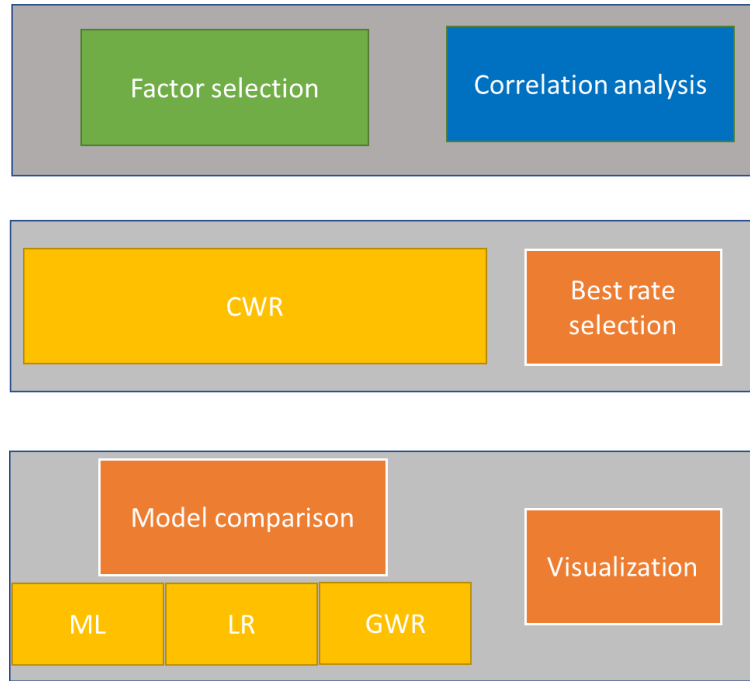 Factor selection
Correlation analysis
CWR
Best rate
selection
Model comparison
Visualization
ML
LR
GWR